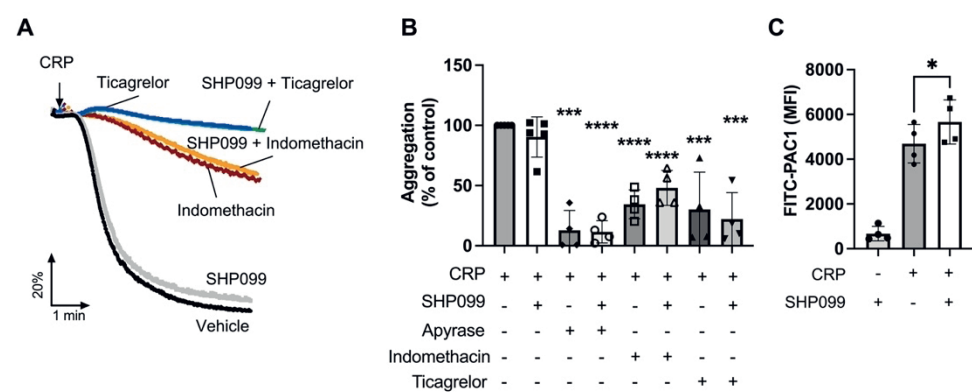 A
CRP
Ticagrelor
SHP099 + Ticagrelor
SHP099 + Indomethacin
Indomethacin
SHP099
Vehicle
20%
1 min
B
Aggregation
(% of control)
150
100
50
0
*** **** **** **** *** ***
CRP + + + + + + + +
SHP099 - + - + - + - +
Apyrase - - + + - - - -
Indomethacin - - - - + + - -
Ticagrelor - - - - - - + +
C
FITC-PAC1 (MFI)
8000
6000
4000
2000
0
*
CRP - + +
SHP099 + - +